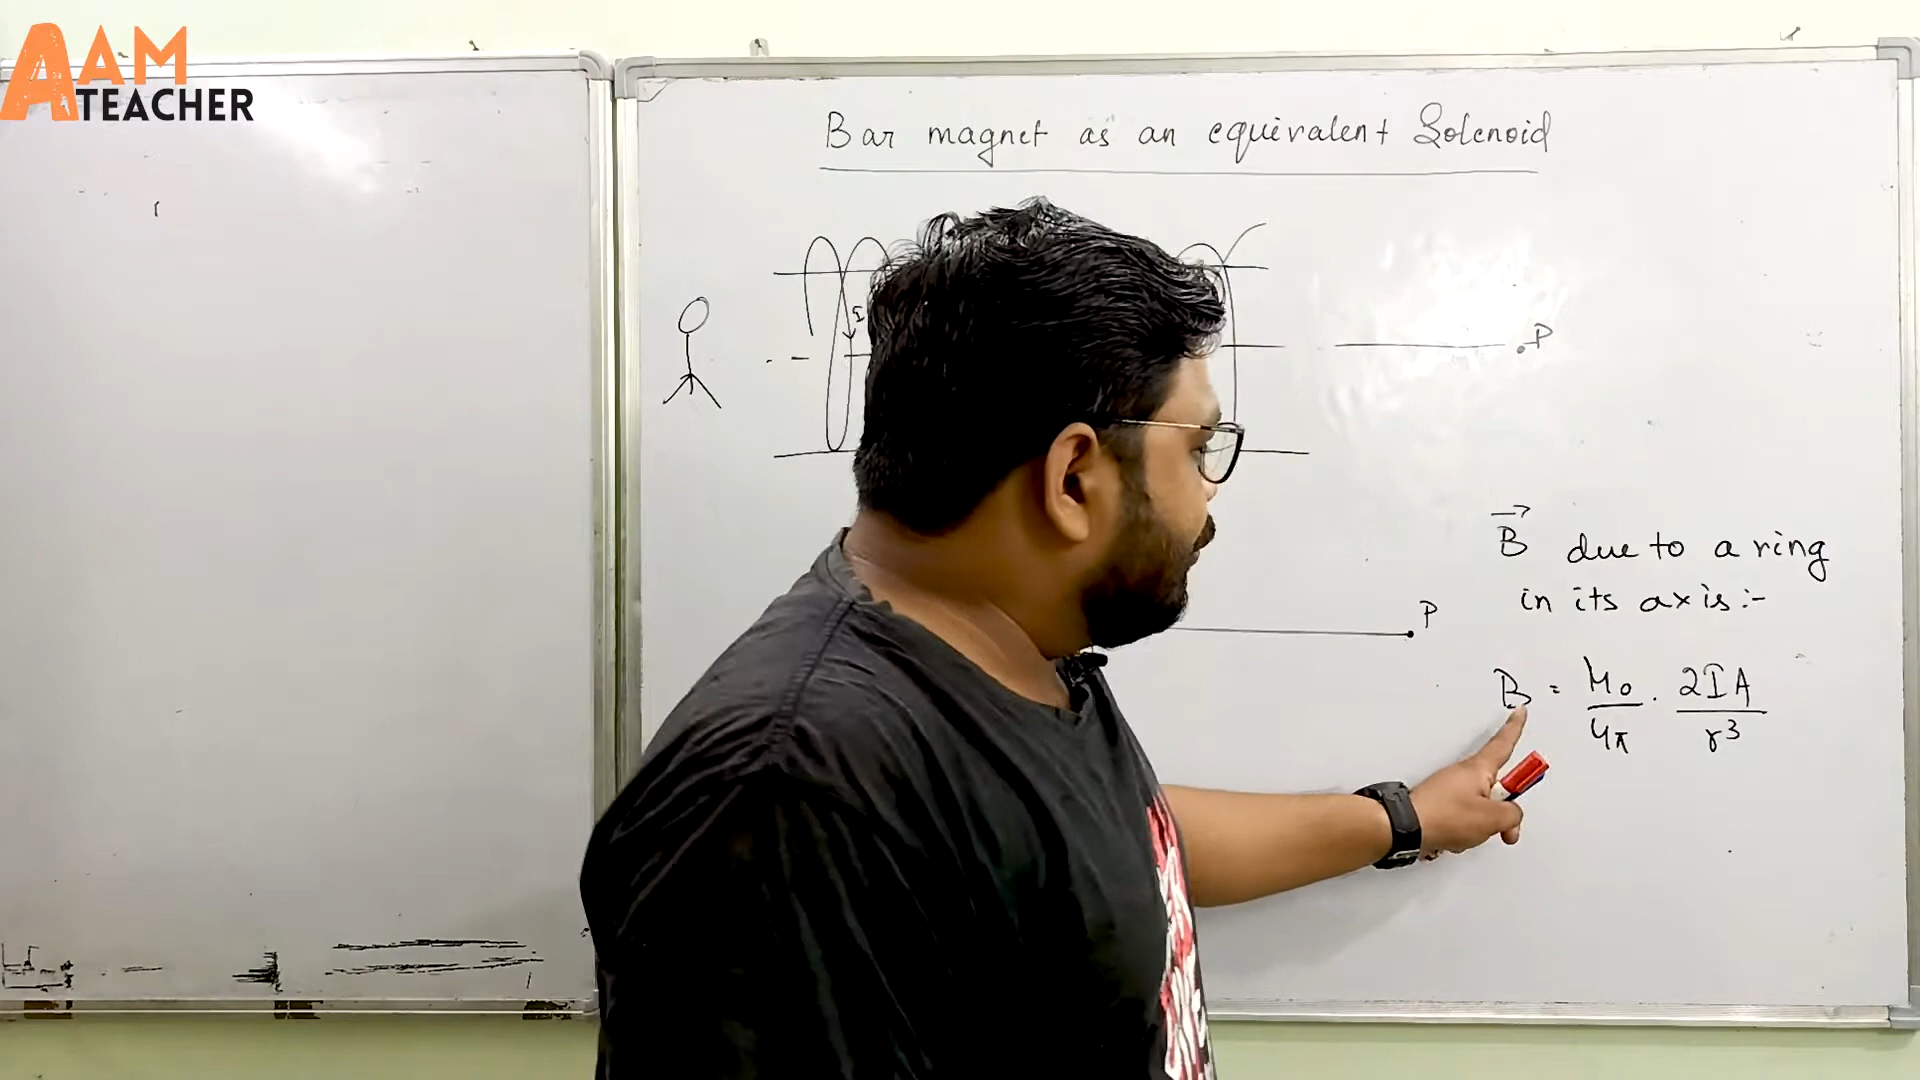 AAM
TEACHER
Bar magnet as an equivalent Solenoid
I
P
P
B⃗ due to a ring
in its axis :-
B = μ₀/4π · 2IA/r³